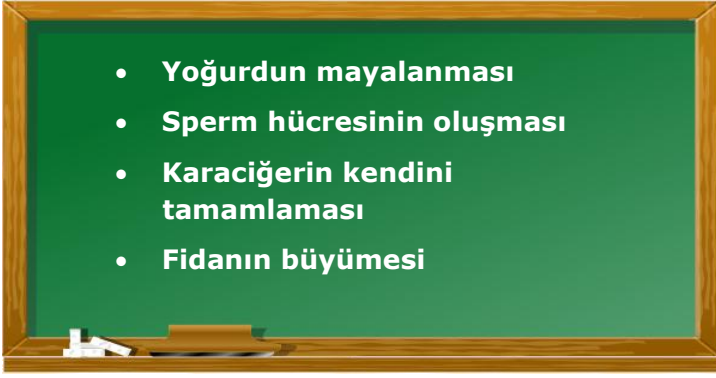 • Yoğurdun mayalanması
• Sperm hücresinin oluşması
• Karaciğerin kendini
tamamlaması
• Fidanın büyümesi